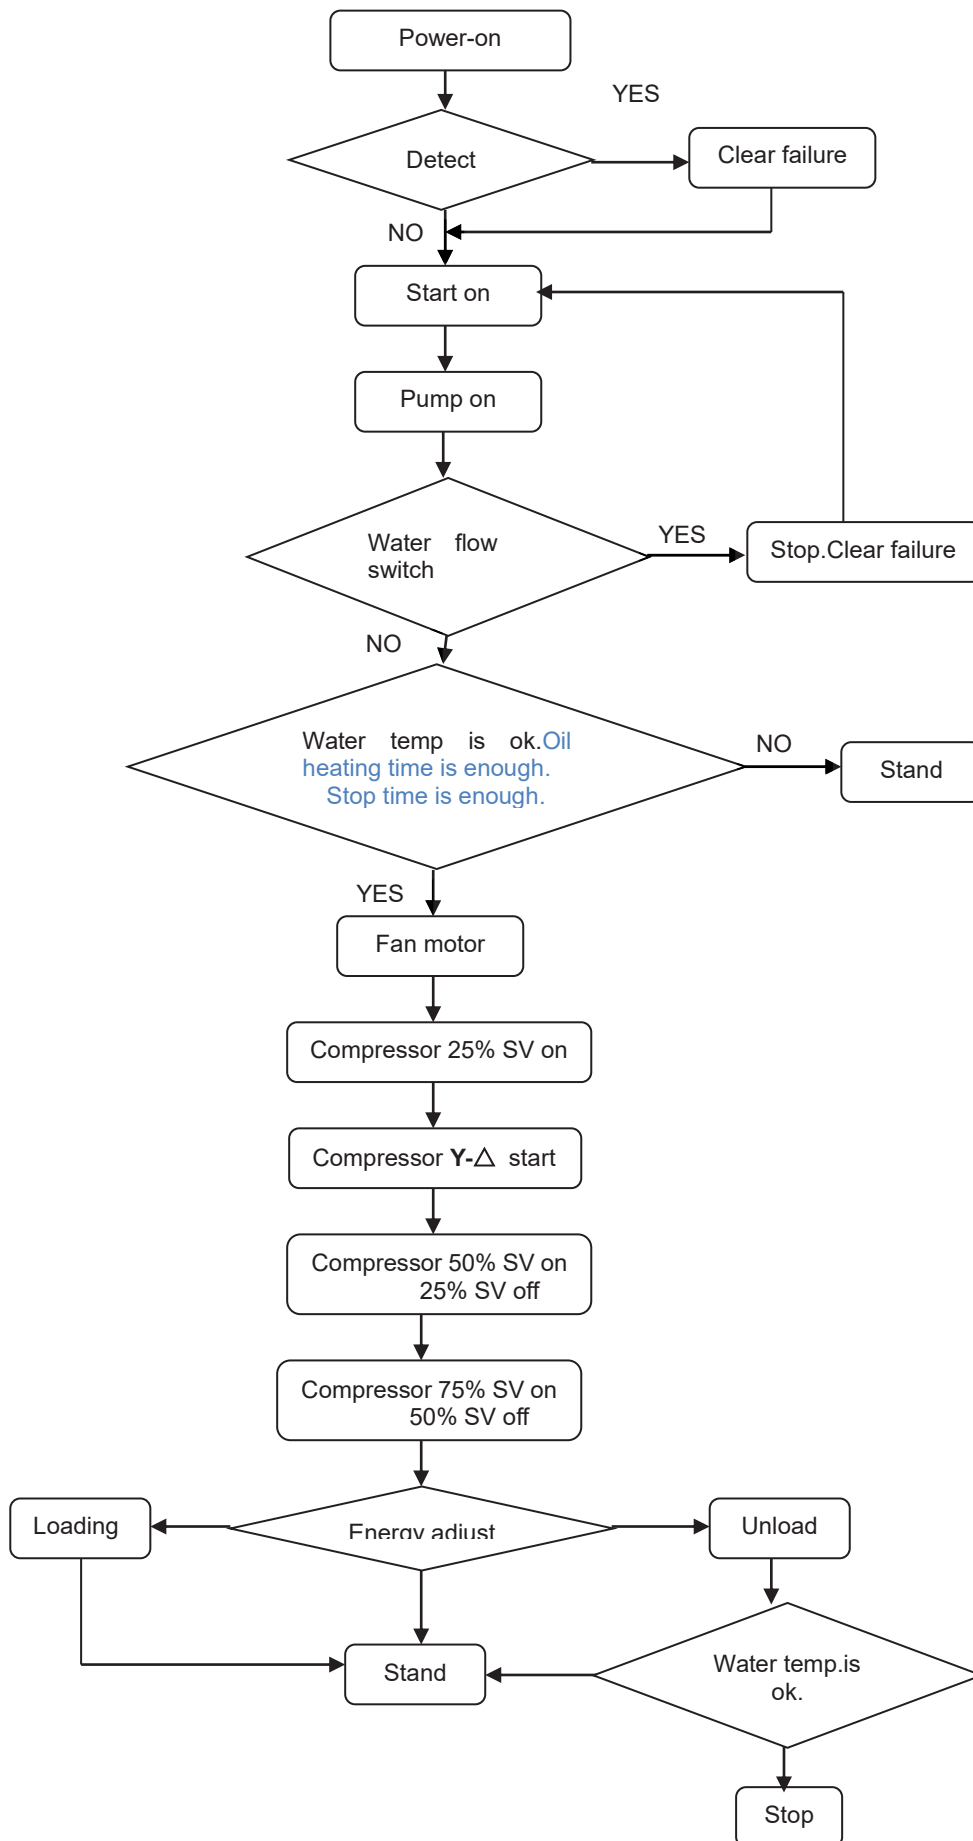 Power-on
YES
Detect
Clear failure
NO
Start on
Pump on
Water flow
switch
YES
Stop.Clear failure
NO
Water temp is ok.Oil
heating time is enough.
Stop time is enough.
NO
Stand
YES
Fan motor
Compressor 25% SV on
Compressor Y-△ start
Compressor 50% SV on
25% SV off
Compressor 75% SV on
50% SV off
Loading
Energy adjust
Unload
Stand
Water temp.is
ok.
Stop